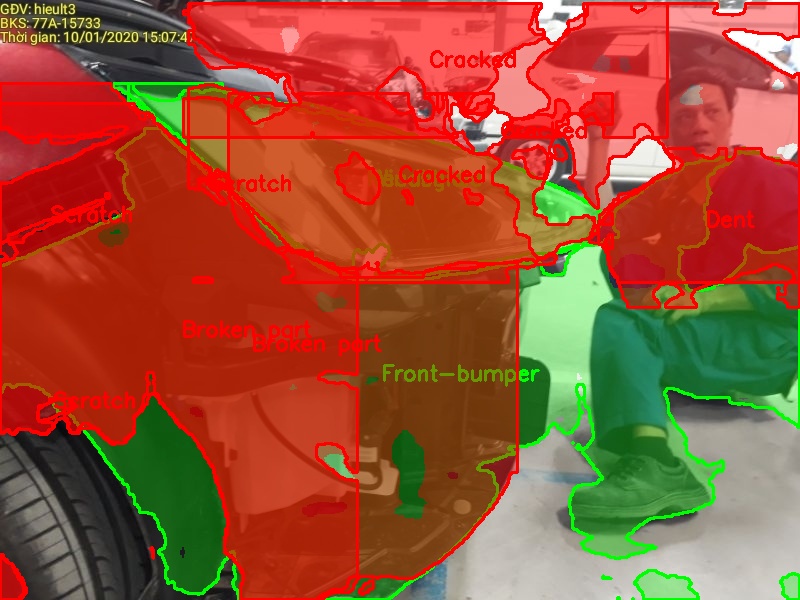 GĐV: hieult3
BKS: 77A-15733
Thời gian: 10/01/2020 15:07:47
Cracked
Cracked
Scratch
Cracked
Scratch
Dent
Broken part
Broken part
Front-bumper
Scratch